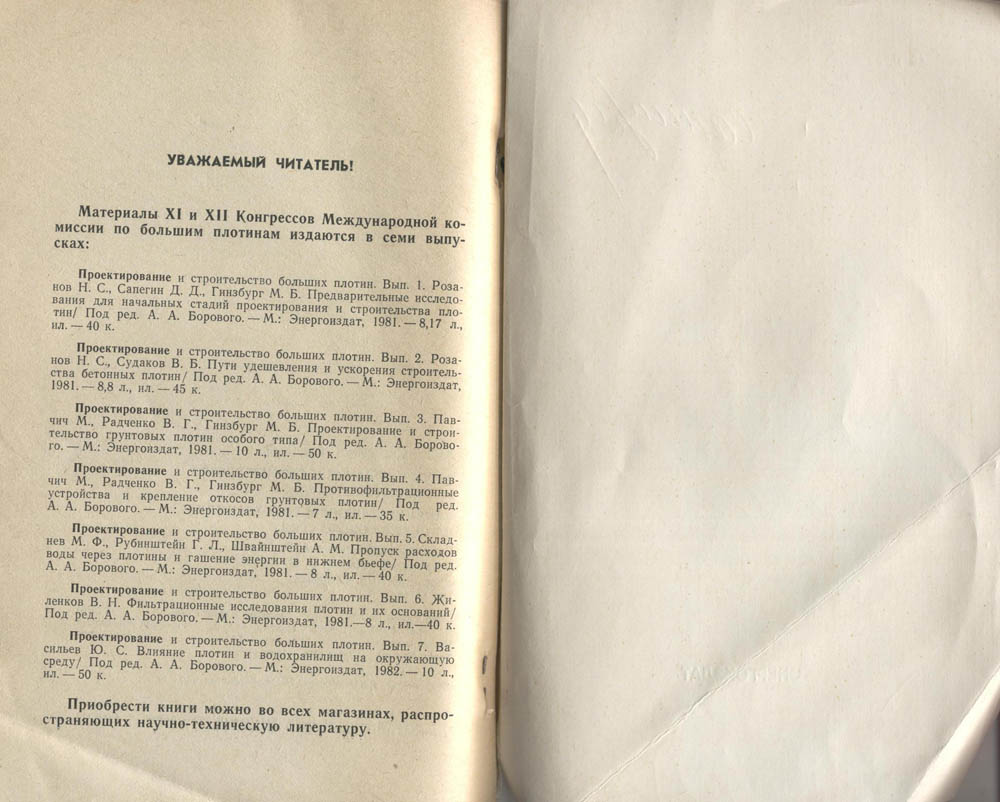 УВАЖАЕМЫЙ ЧИТАТЕЛЬ!
Материалы XI и XII Конгрессов Международной ко-
миссии по большим плотинам издаются в семи выпу-
сках:
Проектирование и строительство больших плотин. Вып. 1. Роза-
нов Н. С., Сапегин Д. Д., Гинзбург М. Б. Предварительные исследо-
вания для начальных стадий проектирования и строительства пло-
тин/ Под ред. А. А. Борового. — М.: Энергоиздат, 1981. — 8,17 л.,
ил. — 40 к.
Проектирование и строительство больших плотин. Вып. 2. Роза-
нов Н. С., Судаков В. Б. Пути удешевления и ускорения строитель-
ства бетонных плотин/ Под ред. А. А. Борового. — М.: Энергоиздат,
1981. — 8,8 л., ил. — 45 к.
Проектирование и строительство больших плотин. Вып. 3. Пав-
чич М., Радченко В. Г., Гинзбург М. Б. Проектирование и строи-
тельство грунтовых плотин особого типа/ Под ред. А. А. Борово-
го. — М.: Энергоиздат, 1981. — 10 л., ил. — 50 к.
Проектирование и строительство больших плотин. Вып. 4. Пав-
чич М., Радченко В. Г., Гинзбург М. Б. Противофильтрационные
устройства и крепление откосов грунтовых плотин/ Под ред.
А. А. Борового. — М.: Энергоиздат, 1981. — 7 л., ил. — 35 к.
Проектирование и строительство больших плотин. Вып. 5. Склад-
нев М. Ф., Рубинштейн Г. Л., Швайнштейн А. М. Пропуск расходов
воды через плотины и гашение энергии в нижнем бьефе/ Под ред.
А. А. Борового. — М.: Энергоиздат, 1981. — 8 л., ил. — 40 к.
Проектирование и строительство больших плотин. Вып. 6. Жи-
ленков В. Н. Фильтрационные исследования плотин и их оснований/
Под ред. А. А. Борового. — М.: Энергоиздат, 1981.—8 л., ил.—40 к.
Проектирование и строительство больших плотин. Вып. 7. Ва-
сильев Ю. С. Влияние плотин и водохранилищ на окружающую
среду/ Под ред. А. А. Борового. — М.: Энергоиздат, 1982. — 10 л.,
ил. — 50 к.
Приобрести книги можно во всех магазинах, распро-
страняющих научно-техническую литературу.